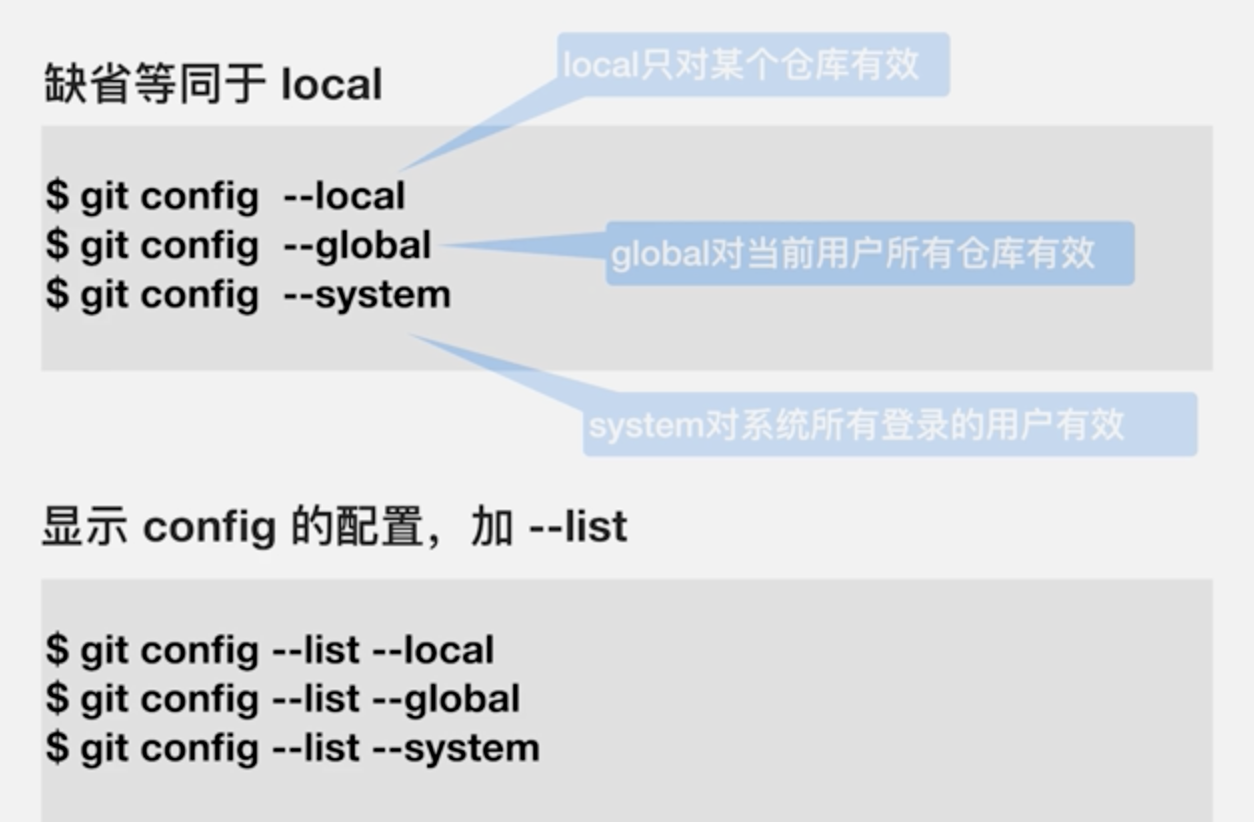 缺省等同于 local
local只对某个仓库有效
$ git config  --local
$ git config  --global
global对当前用户所有仓库有效
$ git config  --system
system对系统所有登录的用户有效
显示 config 的配置，加 --list
$ git config --list --local
$ git config --list --global
$ git config --list --system